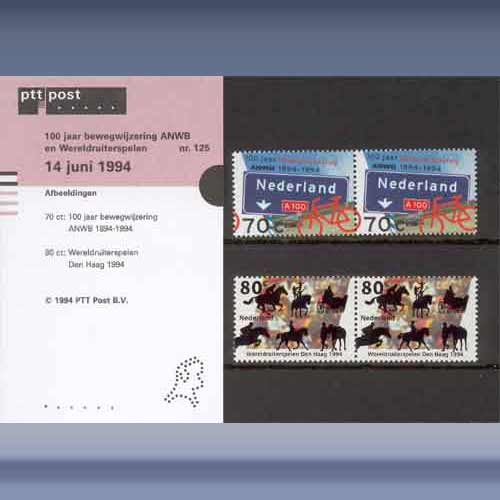 ptt post
100 jaar bewegwijzering ANWB
en Wereldruiterspelen nr. 125
14 juni 1994
Afbeeldingen
70 ct: 100 jaar bewegwijzering
ANWB 1894-1994
80 ct: Wereldruiterspelen
Den Haag 1994
© 1994 PTT Post B.V.
100 jaar bewegwijzering 100 jaar bewegwijzering
ANWB 1894-1994 ANWB 1894-1994
Nederland Nederland
A 100 A 100
70 c 70 c
80 80
Nederland Nederland
Wereldruiterspelen Den Haag 1994 Wereldruiterspelen Den Haag 1994